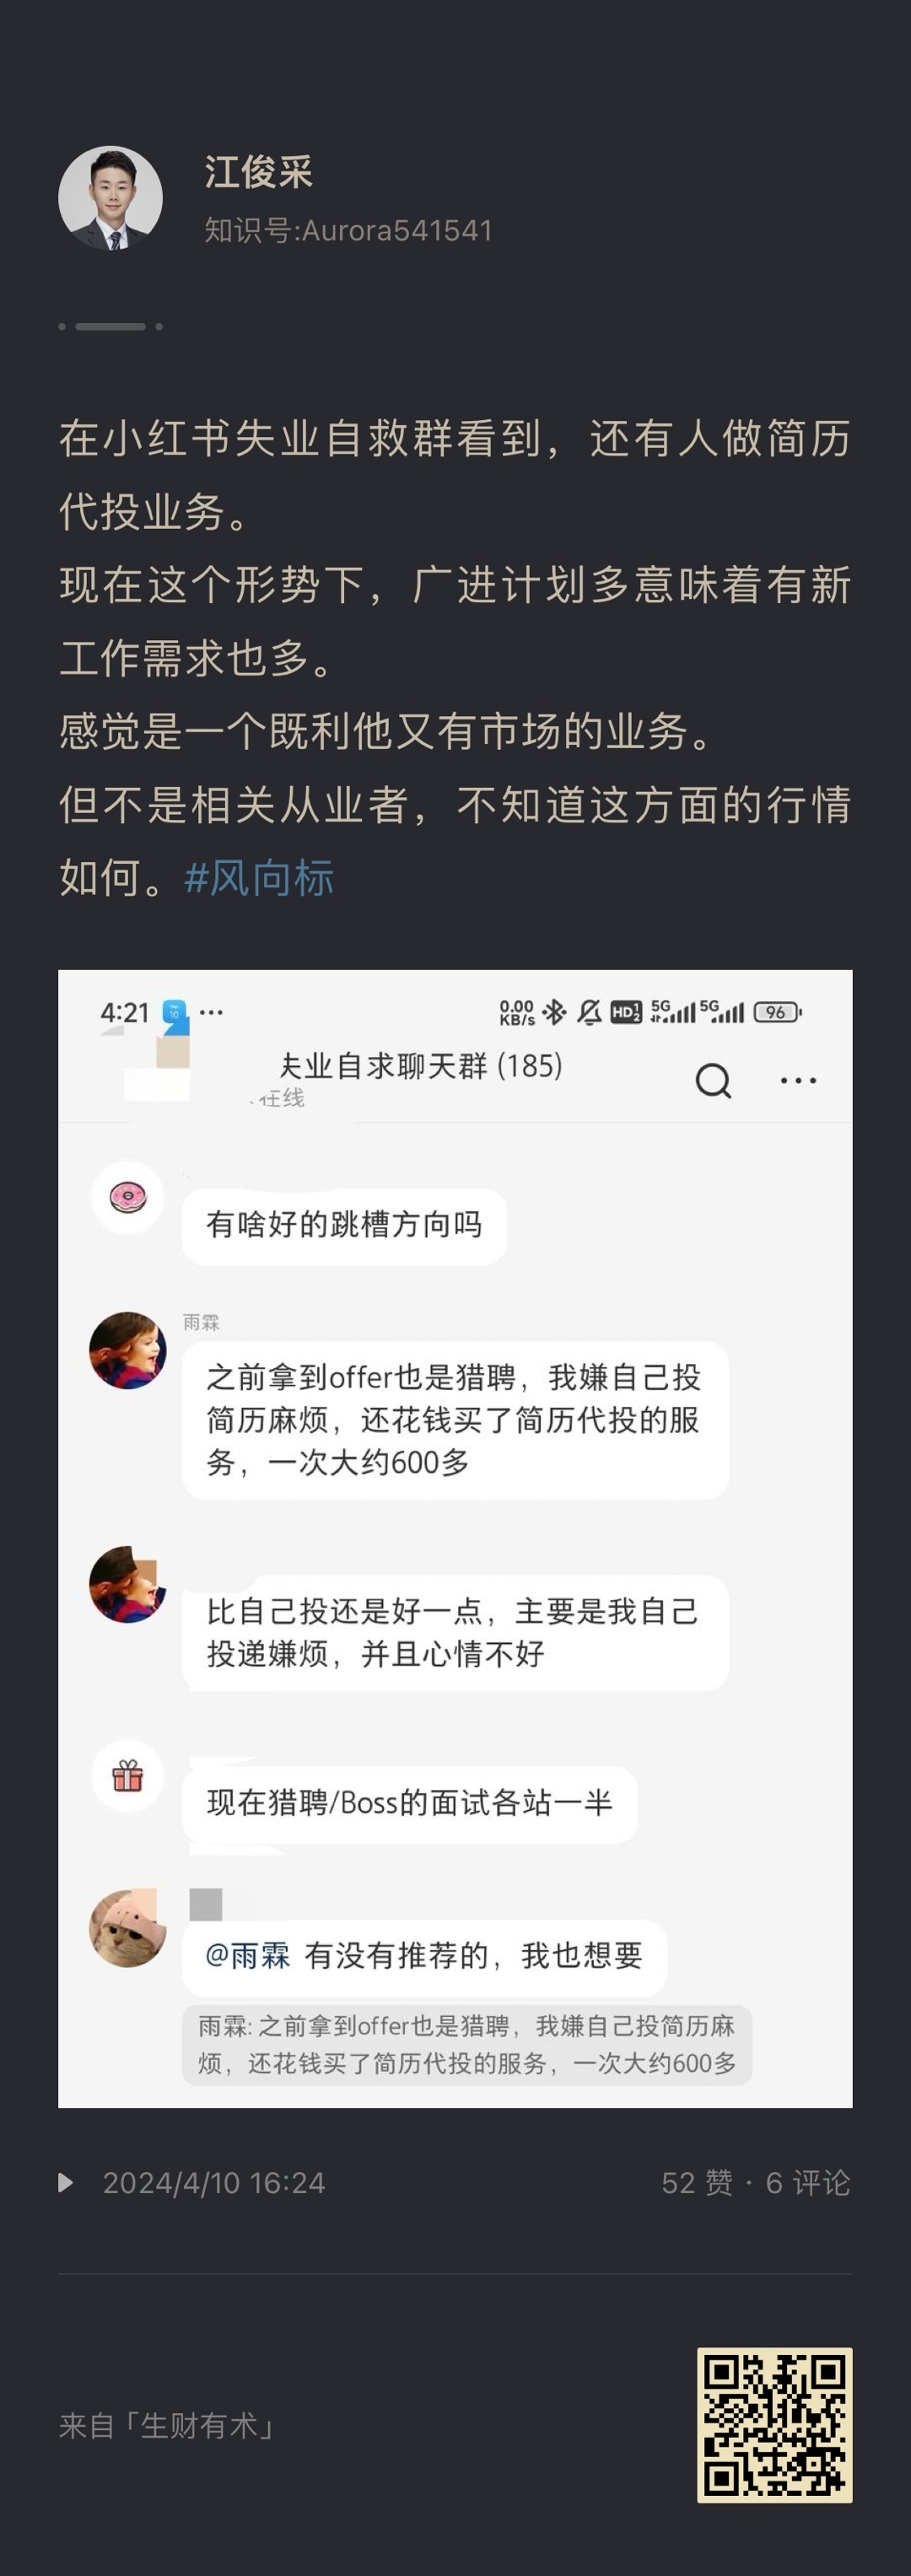 江俊采
知识号:Aurora541541
在小红书失业自救群看到，还有人做简历
代投业务。
现在这个形势下，广进计划多意味着有新
工作需求也多。
感觉是一个既利他又有市场的业务。
但不是相关从业者，不知道这方面的行情
如何。#风向标
4:21 ··· 0.00 KB/s HD 5G 5G 96
失业自求聊天群 (185)
在线
有啥好的跳槽方向吗
雨霖
之前拿到offer也是猎聘，我嫌自己投
简历麻烦，还花钱买了简历代投的服
务，一次大约600多
比自己投还是好一点，主要是我自己
投递嫌烦，并且心情不好
现在猎聘/Boss的面试各站一半
@雨霖 有没有推荐的，我也想要
雨霖: 之前拿到offer也是猎聘，我嫌自己投简历麻
烦，还花钱买了简历代投的服务，一次大约600多
2024/4/10 16:24
52 赞 · 6 评论
来自「生财有术」